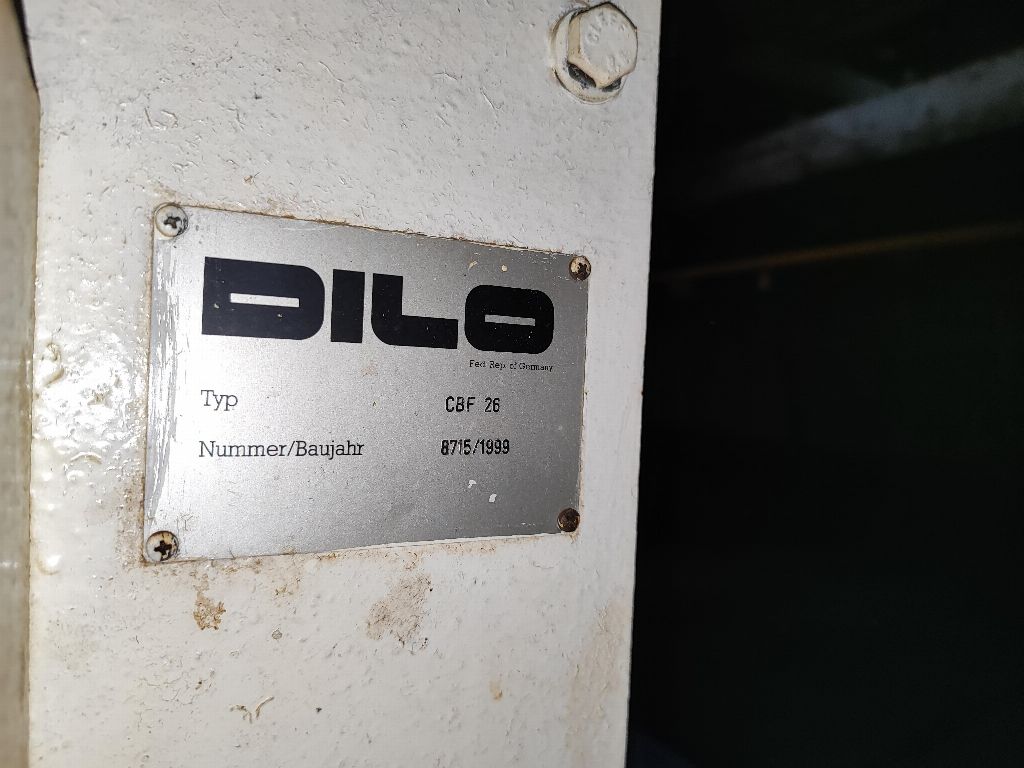 DILO
Fed. Rep. of Germany
Typ CBF 26
Nummer/Baujahr 8715/1999